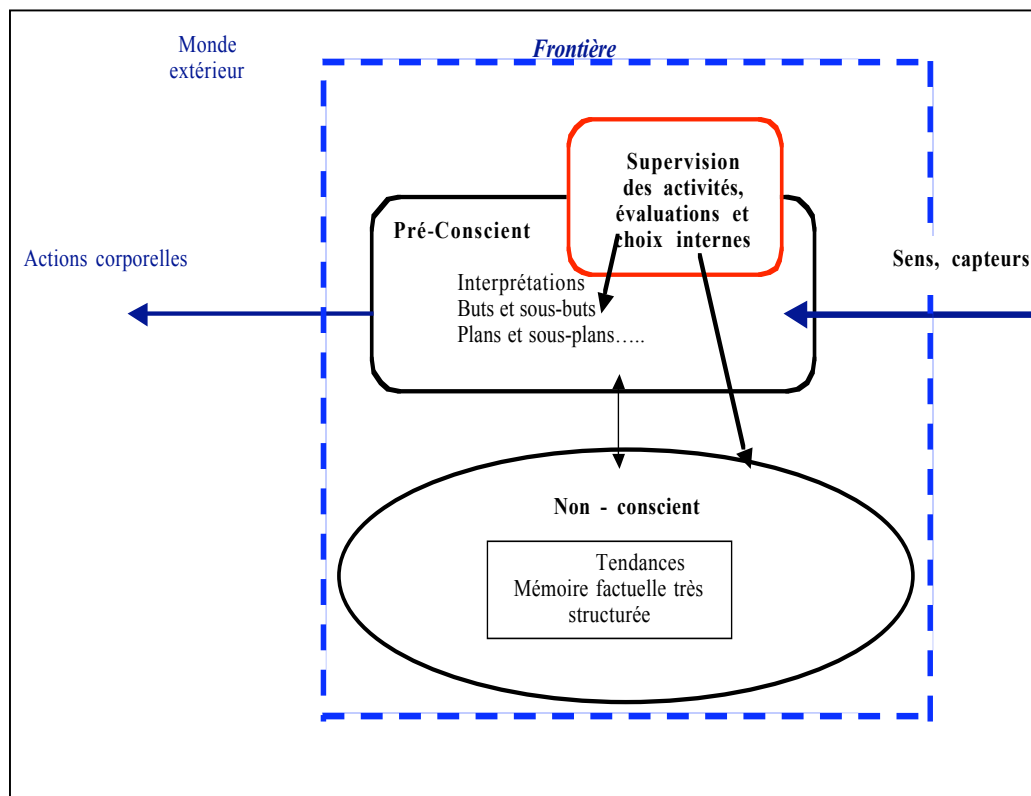 Monde
extérieur
Frontière
Supervision
des activités,
évaluations et
choix internes
Pré-Conscient
Actions corporelles
Sens, capteurs
Interprétations
Buts et sous-buts
Plans et sous-plans…..
Non - conscient
Tendances
Mémoire factuelle très
structurée